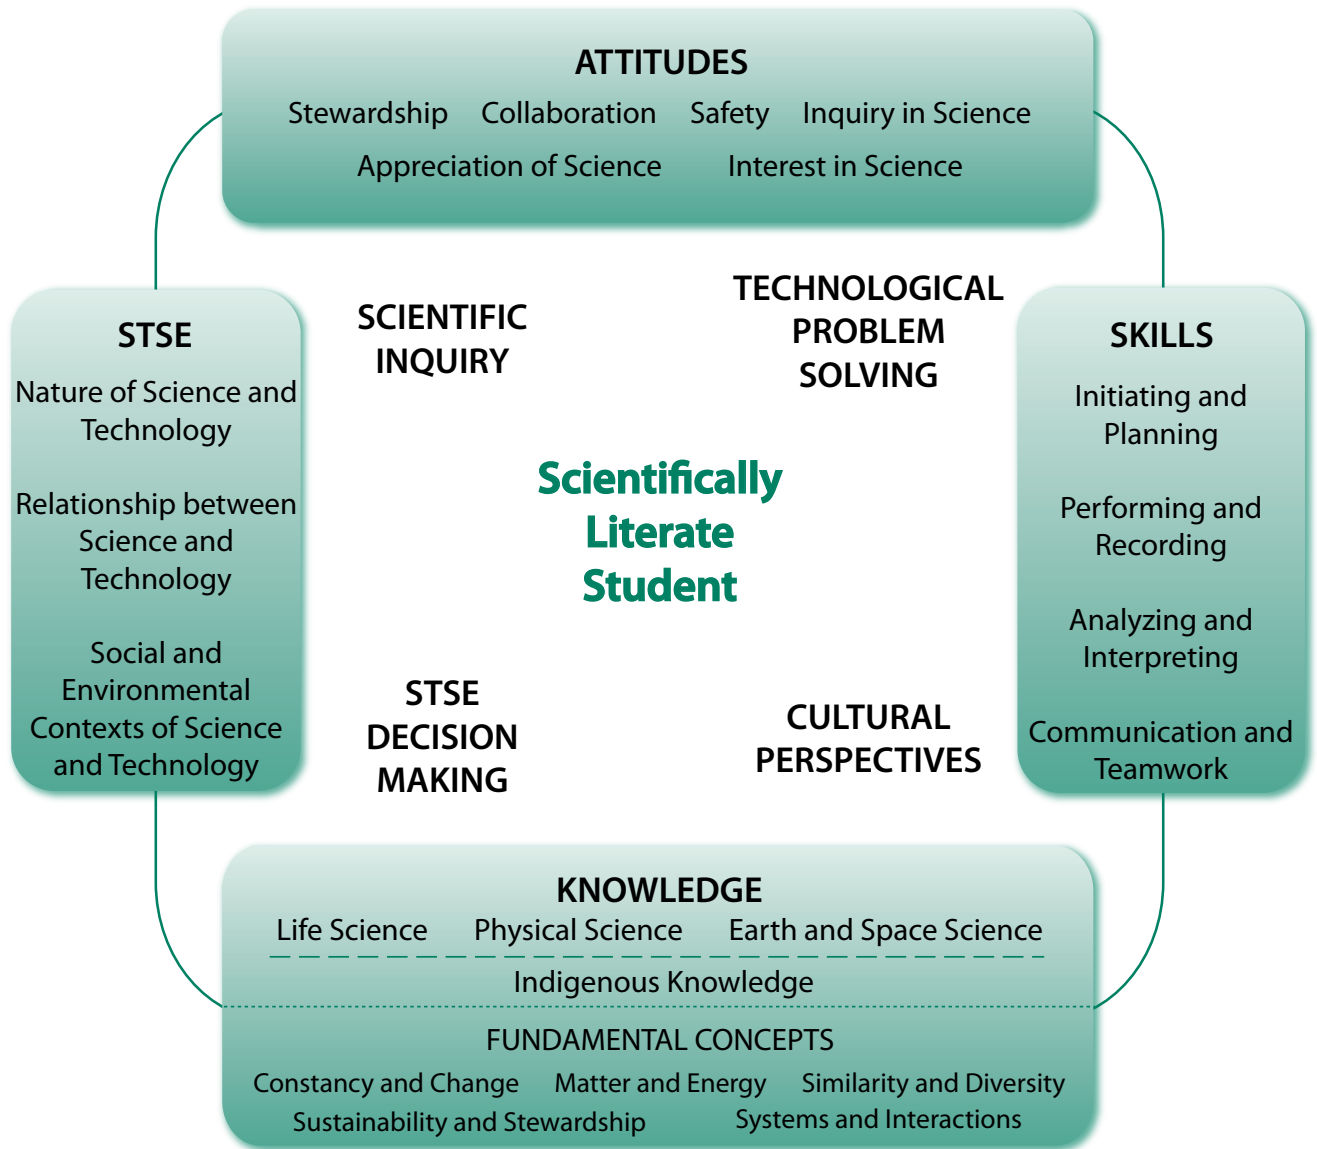 ATTITUDES
Stewardship Collaboration Safety Inquiry in Science
Appreciation of Science Interest in Science
STSE
Nature of Science and
Technology
Relationship between
Science and
Technology
Social and
Environmental
Contexts of Science
and Technology
SCIENTIFIC
INQUIRY
TECHNOLOGICAL
PROBLEM
SOLVING
Scientifically
Literate
Student
STSE
DECISION
MAKING
CULTURAL
PERSPECTIVES
SKILLS
Initiating and
Planning
Performing and
Recording
Analyzing and
Interpreting
Communication and
Teamwork
KNOWLEDGE
Life Science Physical Science Earth and Space Science
Indigenous Knowledge
FUNDAMENTAL CONCEPTS
Constancy and Change Matter and Energy Similarity and Diversity
Sustainability and Stewardship Systems and Interactions